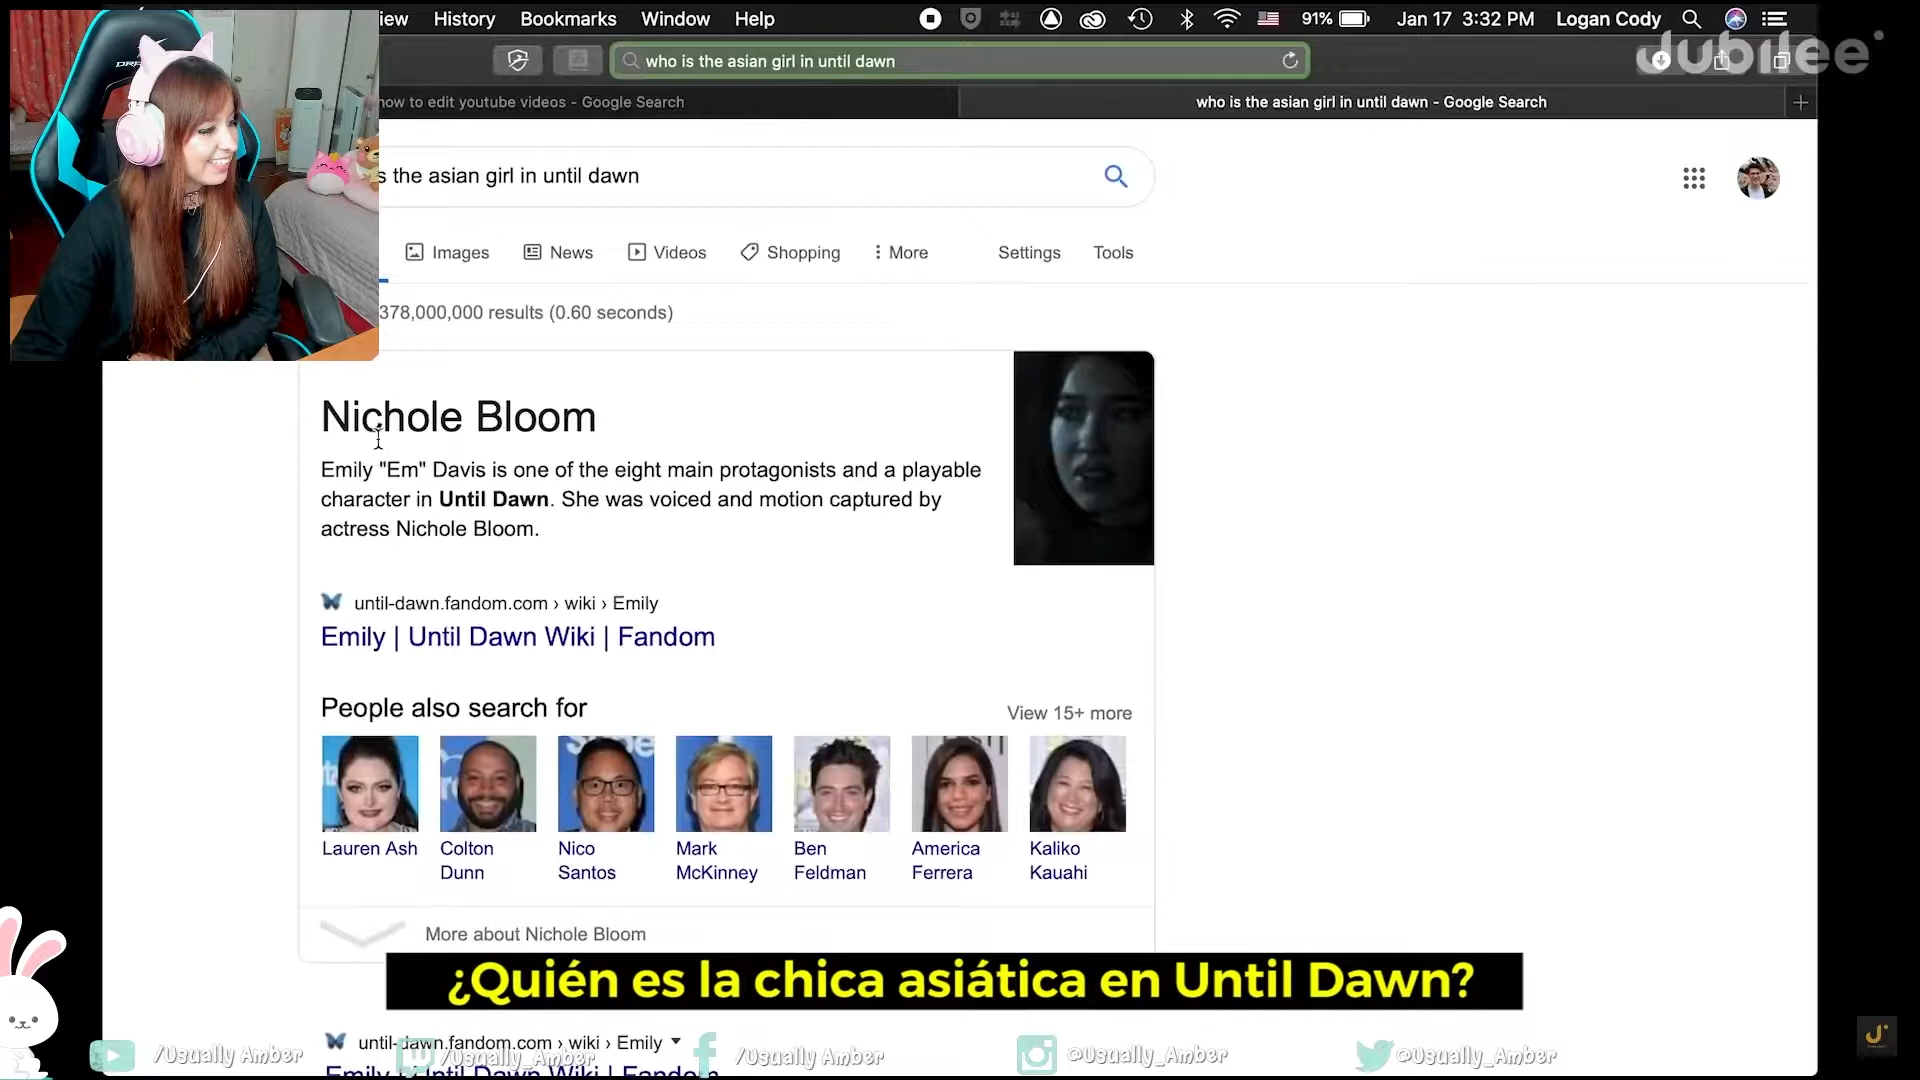 iew History Bookmarks Window Help 91% Jan 17 3:32 PM Logan Cody
who is the asian girl in until dawn
Jubilee
how to edit youtube videos - Google Search
who is the asian girl in until dawn - Google Search
s the asian girl in until dawn
Images News Videos Shopping More Settings Tools
378,000,000 results (0.60 seconds)
Nichole Bloom
Emily "Em" Davis is one of the eight main protagonists and a playable
character in Until Dawn. She was voiced and motion captured by
actress Nichole Bloom.
until-dawn.fandom.com › wiki › Emily
Emily | Until Dawn Wiki | Fandom
People also search for
View 15+ more
Lauren Ash
Colton
Dunn
Nico
Santos
Mark
McKinney
Ben
Feldman
America
Ferrera
Kaliko
Kauahi
More about Nichole Bloom
¿Quién es la chica asiática en Until Dawn?
until-dawn.fandom.com › wiki › Emily
/Usually Amber /Usually_Amber /Usually Amber @Usually_Amber @Usually_Amber
Emily | Until Dawn Wiki | Fandom